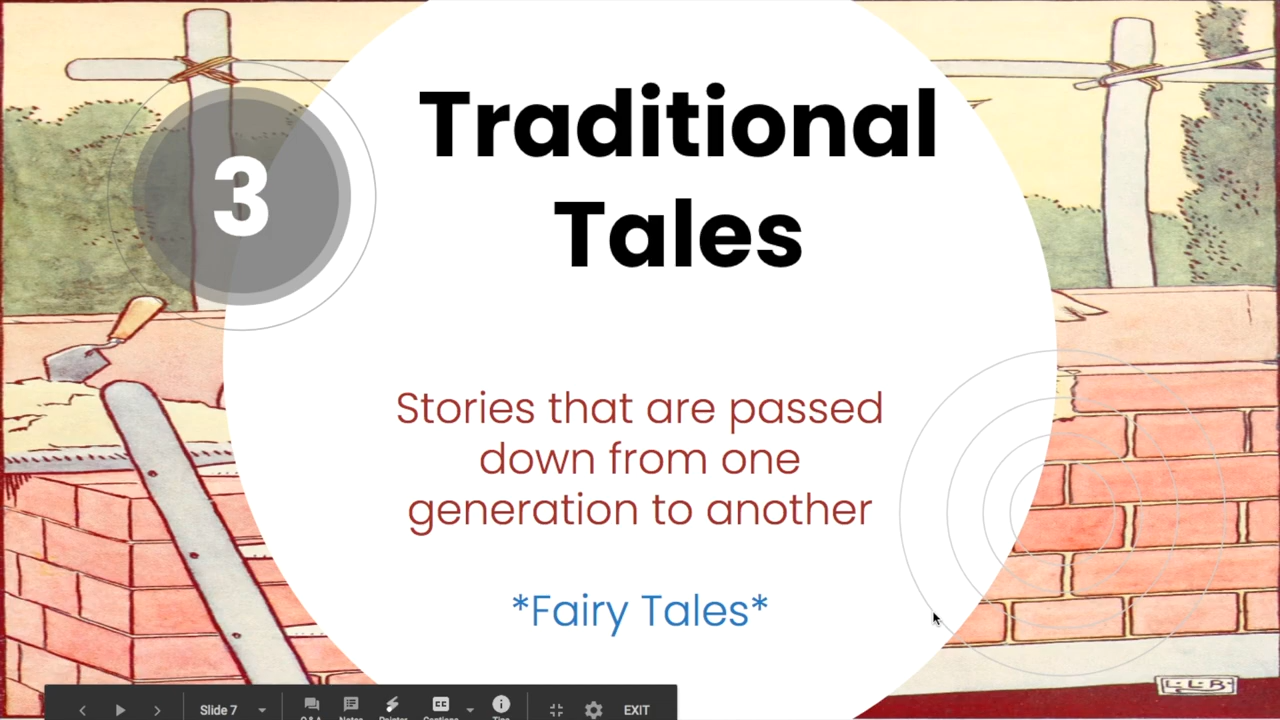 3
Traditional
Tales
Stories that are passed
down from one
generation to another
*Fairy Tales*
Slide 7
EXIT